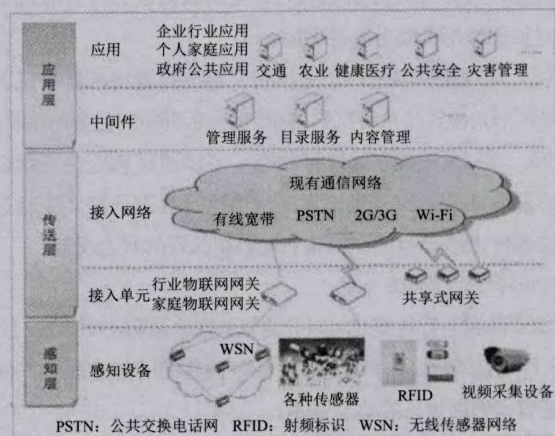 应用层
应用
企业行业应用
个人家庭应用
政府公共应用
交通 农业 健康医疗 公共安全 灾害管理 ……
中间件
管理服务 目录服务 内容管理
传送层
接入网络
现有通信网络
有线宽带 PSTN 2G/3G Wi-Fi
接入单元
行业物联网网关
家庭物联网网关
共享式网关
感知层
感知设备
WSN
各种传感器
RFID
视频采集设备
PSTN：公共交换电话网 RFID：射频标识 WSN：无线传感器网络